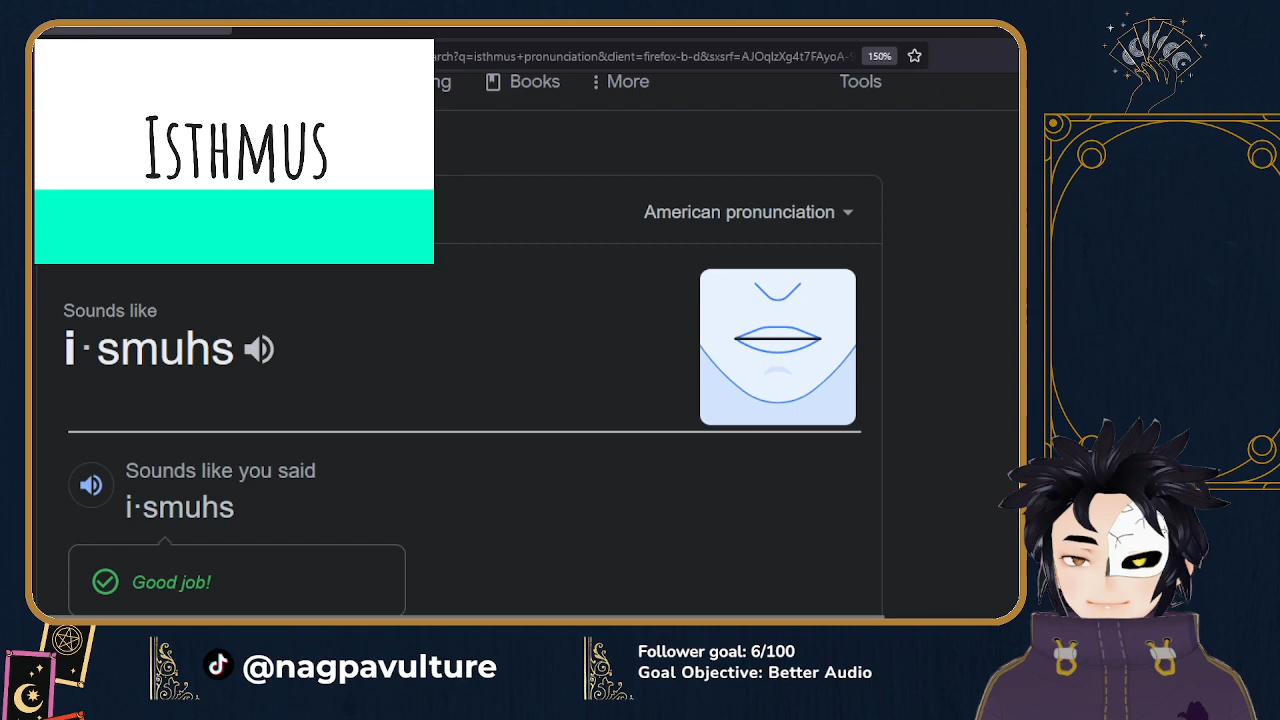 arch?q=isthmus+pronunciation&client=firefox-b-d&sxsrf=AJOqlzXg4t7FAyoA-
150%
ng Books More Tools
Isthmus
American pronunciation
Sounds like
i·smuhs
Sounds like you said
i·smuhs
Good job!
@nagpavulture
Follower goal: 6/100
Goal Objective: Better Audio